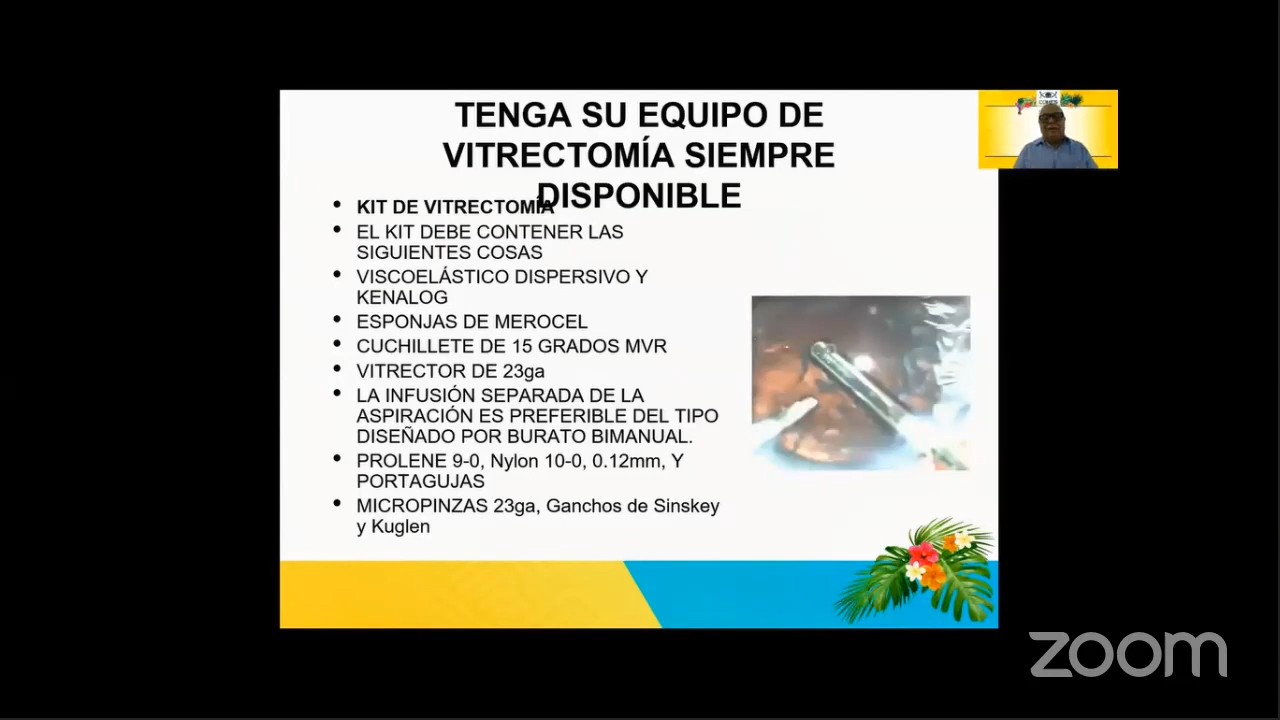 TENGA SU EQUIPO DE
VITRECTOMÍA SIEMPRE
DISPONIBLE
• KIT DE VITRECTOMÍA
• EL KIT DEBE CONTENER LAS
SIGUIENTES COSAS
• VISCOELÁSTICO DISPERSIVO Y
KENALOG
• ESPONJAS DE MEROCEL
• CUCHILLETE DE 15 GRADOS MVR
• VITRECTOR DE 23ga
• LA INFUSIÓN SEPARADA DE LA
ASPIRACIÓN ES PREFERIBLE DEL TIPO
DISEÑADO POR BURATO BIMANUAL.
• PROLENE 9-0, Nylon 10-0, 0.12mm, Y
PORTAGUJAS
• MICROPINZAS 23ga, Ganchos de Sinskey
y Kuglen
zoom